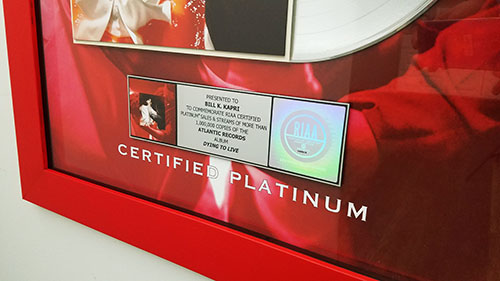 PRESENTED TO
BILL K. KAPRI
TO COMMEMORATE RIAA CERTIFIED
PLATINUM® SALES & STREAMS OF MORE THAN
1,000,000 COPIES OF THE
ATLANTIC RECORDS
ALBUM
DYING TO LIVE
RIAA
CERTIFIED PLATINUM